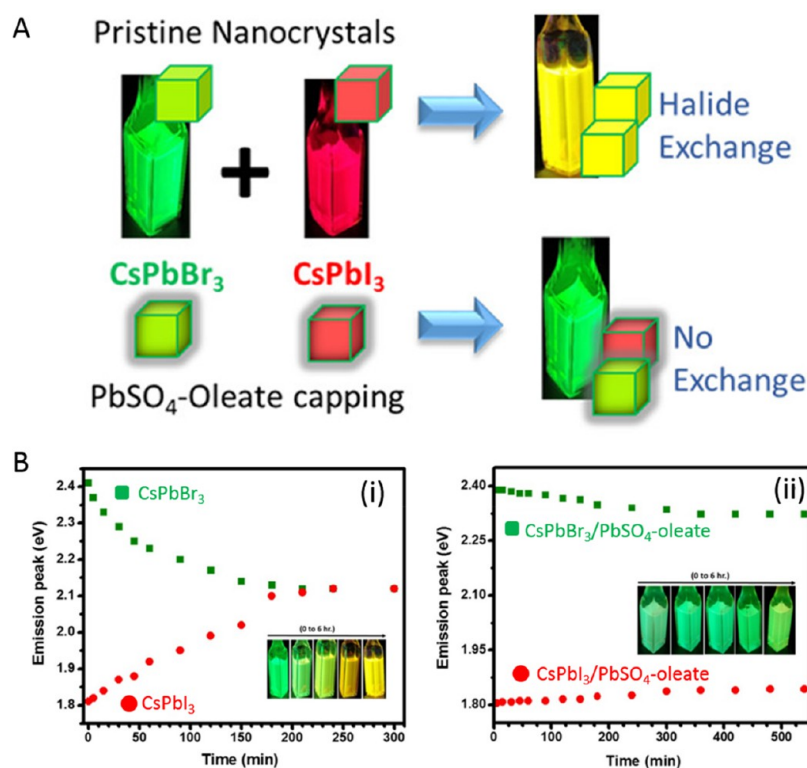 A
Pristine Nanocrystals
+
Halide
Exchange
CsPbBr₃
CsPbI₃
No
Exchange
PbSO₄-Oleate capping
B
(i)
CsPbBr₃
CsPbI₃
(0 to 6 hr.)
2.4
2.3
2.2
2.1
2.0
1.9
1.8
Emission peak (eV)
0 50 100 150 200 250 300
Time (min)
(ii)
CsPbBr₃/PbSO₄-oleate
(0 to 6 hr.)
CsPbI₃/PbSO₄-oleate
2.40
2.25
2.10
1.95
1.80
Emission peak (eV)
0 100 200 300 400 500
Time (min)